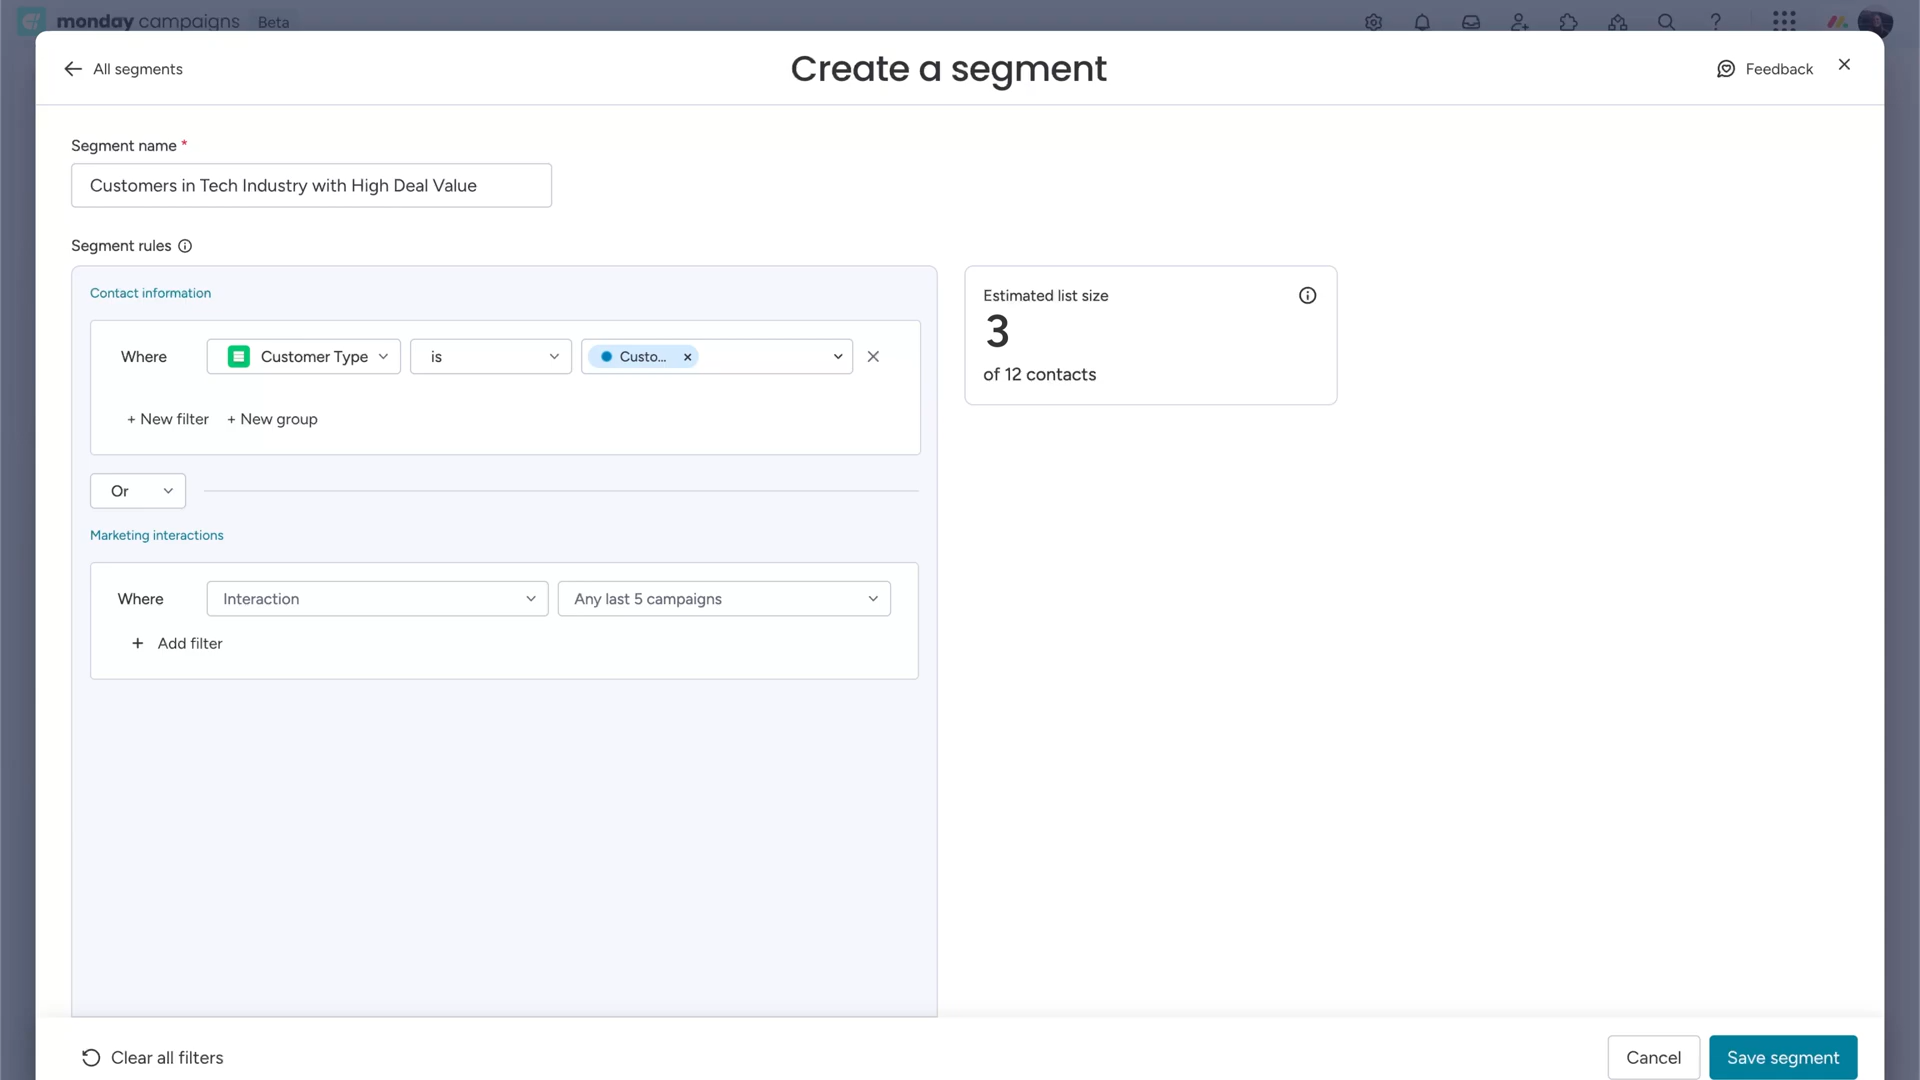 monday campaigns Beta
All segments
Create a segment
Feedback
Segment name *
Customers in Tech Industry with High Deal Value
Segment rules
Contact information
Where Customer Type is Custo...
+ New filter + New group
Estimated list size
3
of 12 contacts
Or
Marketing interactions
Where Interaction Any last 5 campaigns
+ Add filter
Clear all filters
Cancel Save segment